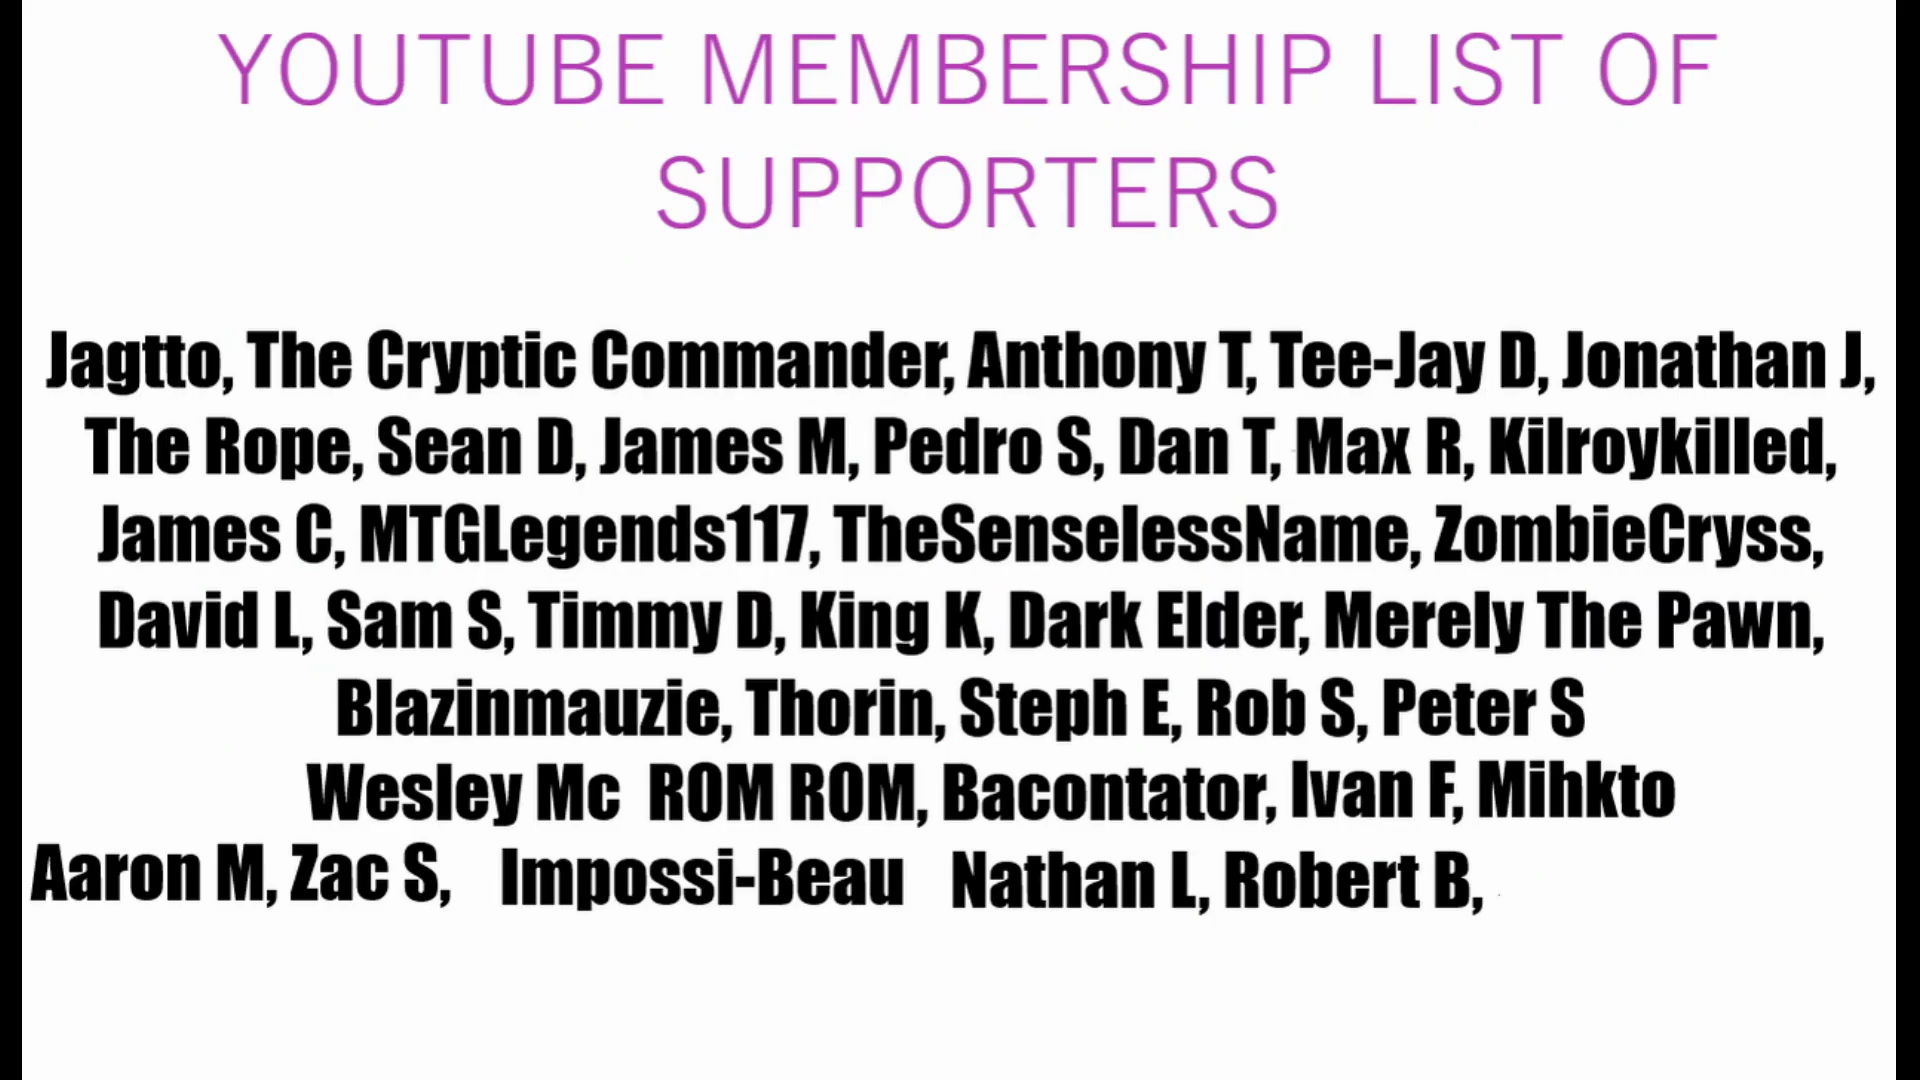 YOUTUBE MEMBERSHIP LIST OF
SUPPORTERS
Jagtto, The Cryptic Commander, Anthony T, Tee-Jay D, Jonathan J,
The Rope, Sean D, James M, Pedro S, Dan T, Max R, Kilroykilled,
James C, MTGLegends117, TheSenselessName, ZombieCryss,
David L, Sam S, Timmy D, King K, Dark Elder, Merely The Pawn,
Blazinmauzie, Thorin, Steph E, Rob S, Peter S
Wesley Mc ROM ROM, Bacontator, Ivan F, Mihkto
Aaron M, Zac S, Impossi-Beau Nathan L, Robert B,